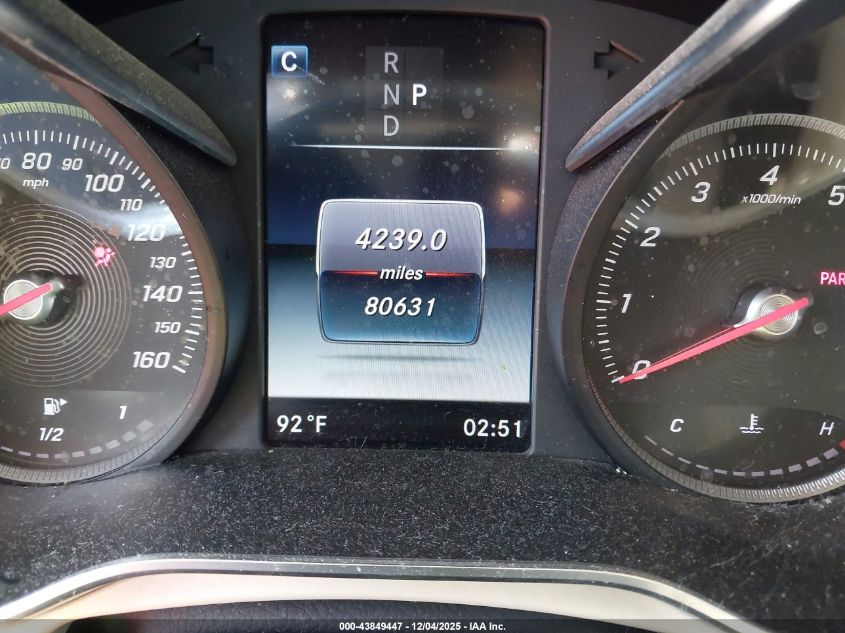 C
R
N P
D
80 90 100 110 120 130 140 150 160
mph
4239.0
miles
80631
92 °F 02:51
1/2 1
0 1 2 3 4 5
x1000/min
PAR
C H
000-43849447 - 12/04/2025 - IAA Inc.